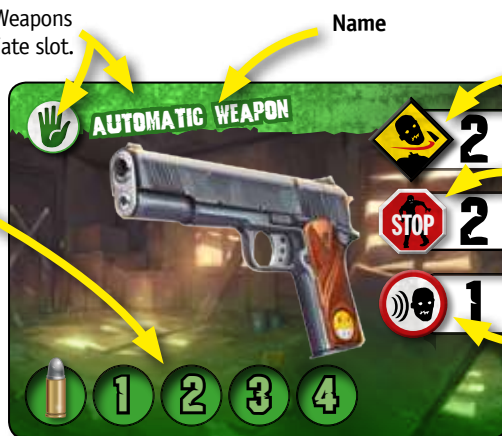 Weapons
ate slot.
Name
AUTOMATIC WEAPON
2
STOP 2
1
1 2 3 4